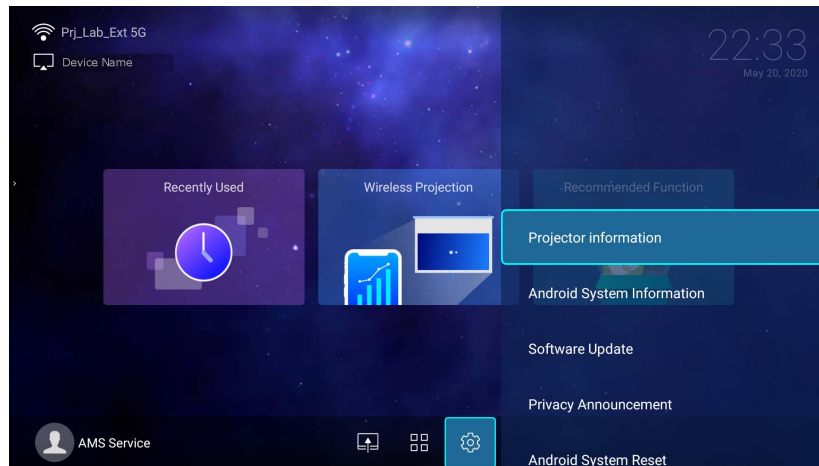 Prj_Lab_Ext 5G
22:33
Device Name
May 20, 2020
Recently Used
Wireless Projection
Recommended Function
Projector information
Android System Information
Software Update
Privacy Announcement
AMS Service
Android System Reset